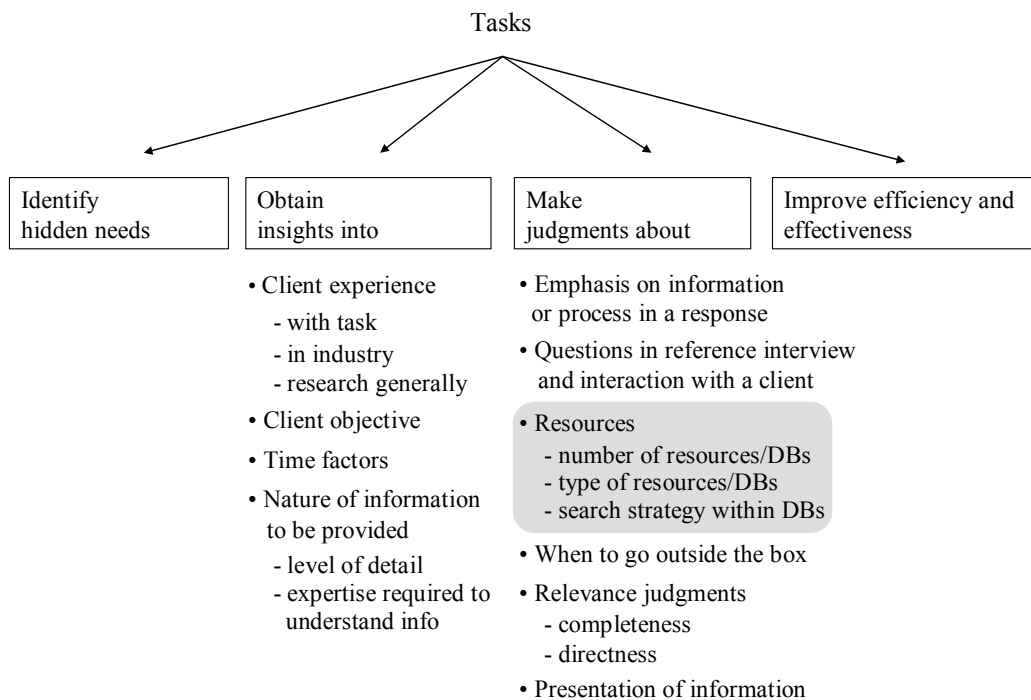 Tasks
Identify
hidden needs
Obtain
insights into
Make
judgments about
Improve efficiency and
effectiveness
• Client experience
- with task
- in industry
- research generally
• Client objective
• Time factors
• Nature of information
to be provided
- level of detail
- expertise required to
understand info
• Emphasis on information
or process in a response
• Questions in reference interview
and interaction with a client
• Resources
- number of resources/DBs
- type of resources/DBs
- search strategy within DBs
• When to go outside the box
• Relevance judgments
- completeness
- directness
• Presentation of information